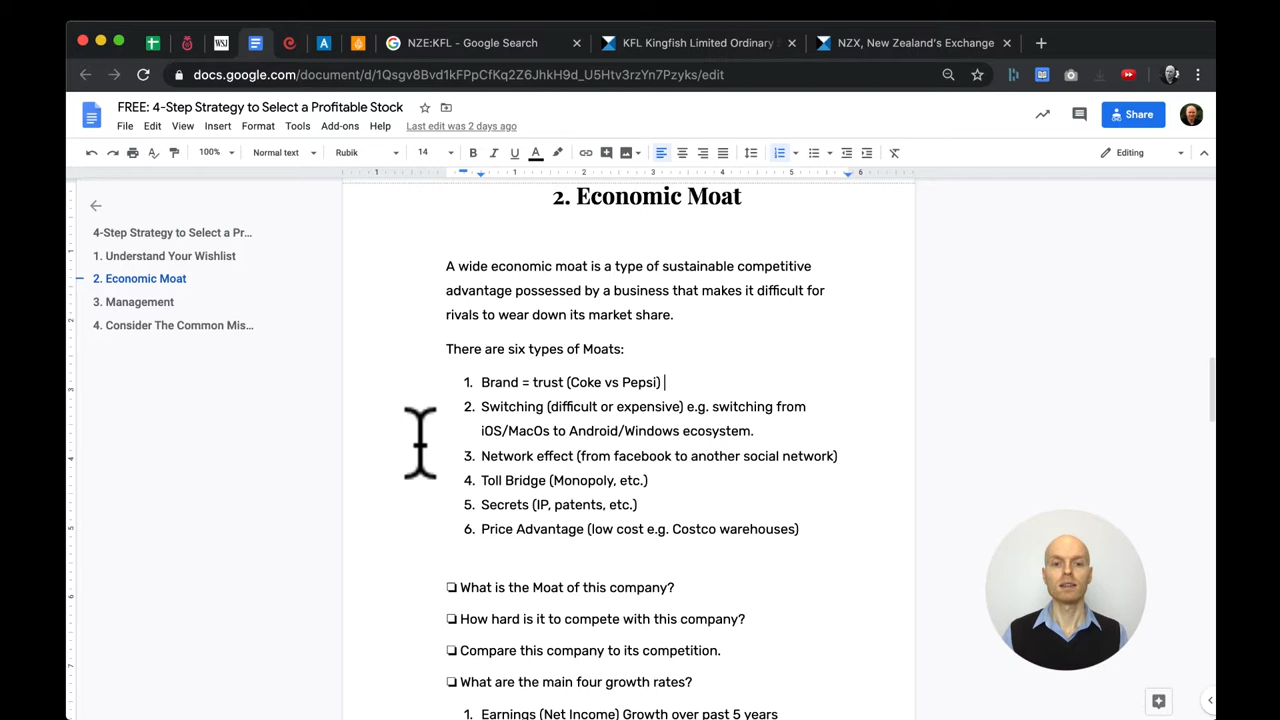 WSJ
NZE:KFL - Google Search
KFL Kingfish Limited Ordinary
NZX, New Zealand's Exchange
docs.google.com/document/d/1Qsgv8Bvd1kFPpCfKq2Z6JhkH9d_U5Htv3rzYn7Pzyks/edit
FREE: 4-Step Strategy to Select a Profitable Stock
File Edit View Insert Format Tools Add-ons Help Last edit was 2 days ago
Share
100% Normal text Rubik 14 B I U A Editing
1 1 2 3 4 5 6
2. Economic Moat
4-Step Strategy to Select a Pr...
1. Understand Your Wishlist
2. Economic Moat
3. Management
4. Consider The Common Mis...
A wide economic moat is a type of sustainable competitive
advantage possessed by a business that makes it difficult for
rivals to wear down its market share.
There are six types of Moats:
1. Brand = trust (Coke vs Pepsi)
2. Switching (difficult or expensive) e.g. switching from
iOS/MacOs to Android/Windows ecosystem.
3. Network effect (from facebook to another social network)
4. Toll Bridge (Monopoly, etc.)
5. Secrets (IP, patents, etc.)
6. Price Advantage (low cost e.g. Costco warehouses)
❏ What is the Moat of this company?
❏ How hard is it to compete with this company?
❏ Compare this company to its competition.
❏ What are the main four growth rates?
1. Earnings (Net Income) Growth over past 5 years